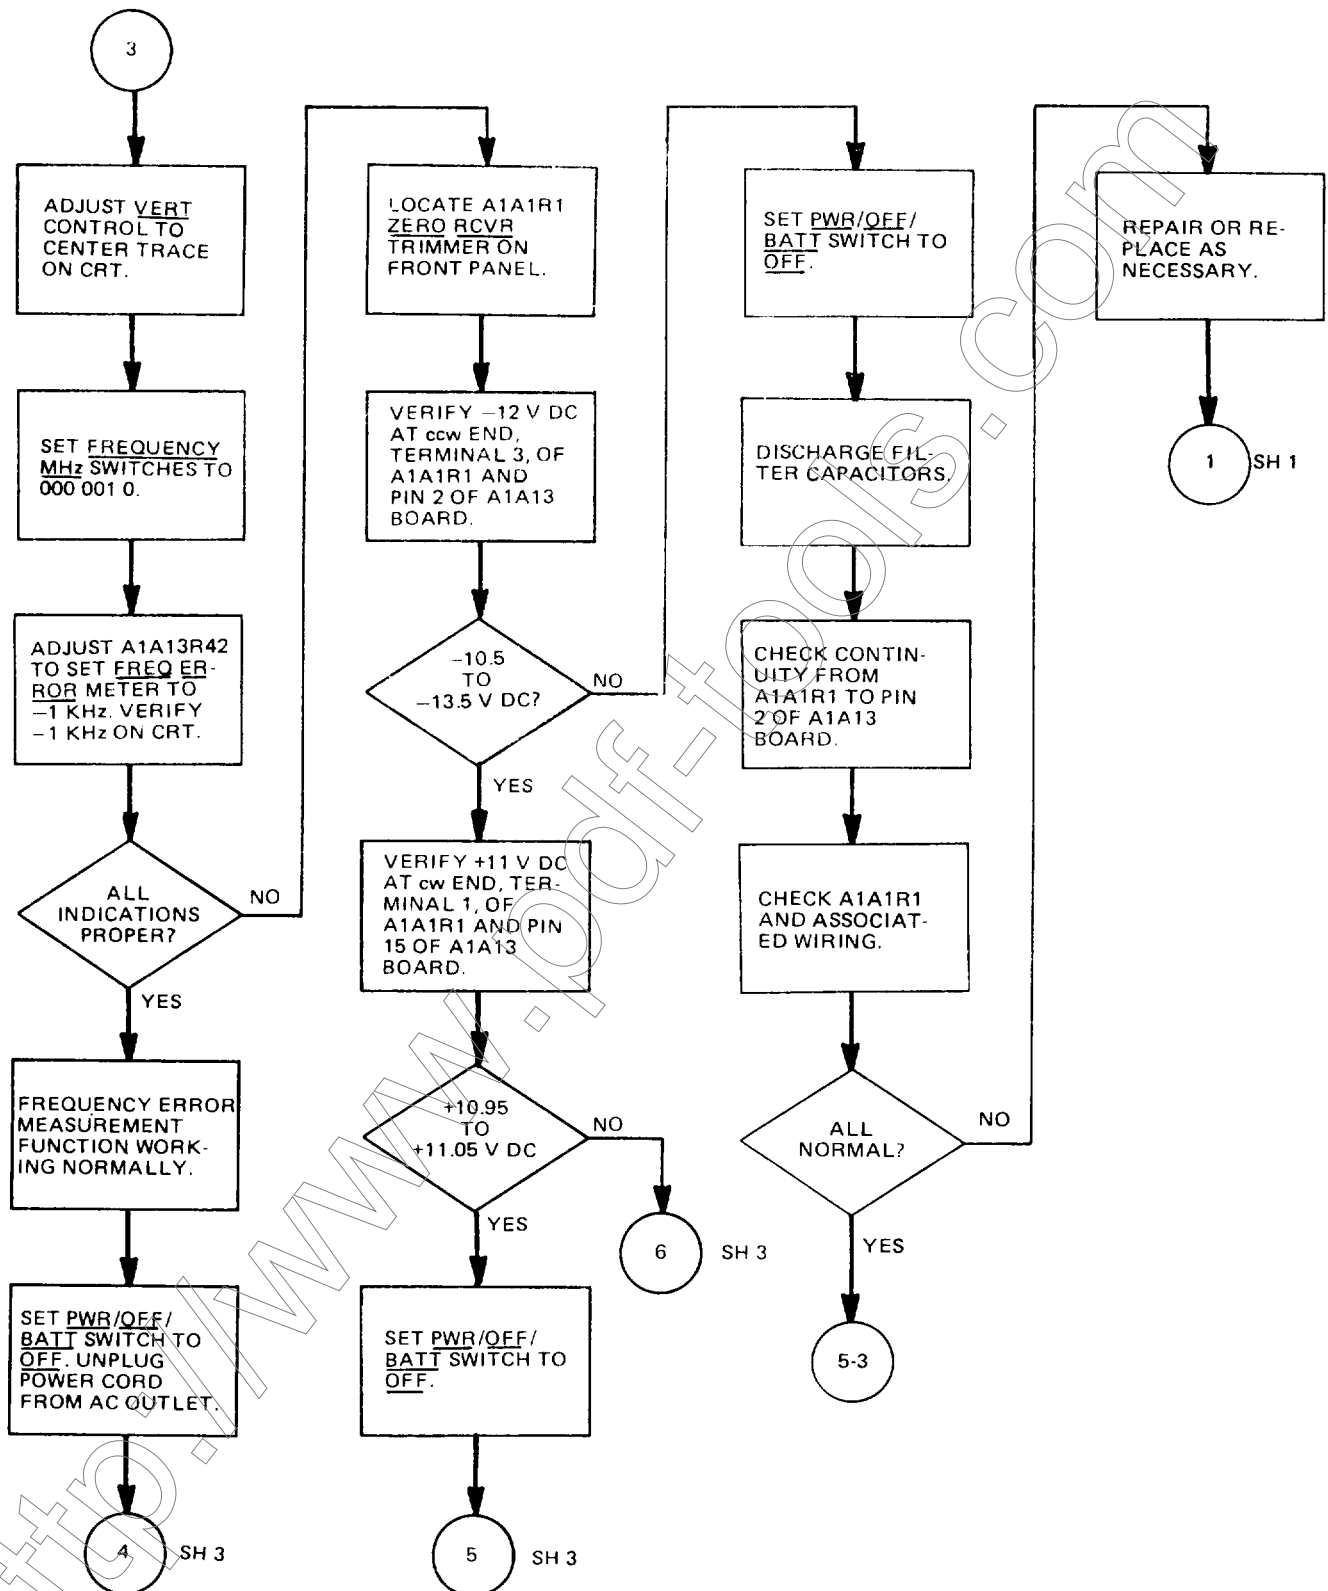 3
ADJUST VERT
CONTROL TO
CENTER TRACE
ON CRT.
SET FREQUENCY
MHz SWITCHES TO
000 001 0.
ADJUST A1A13R42
TO SET FREQ ER-
ROR METER TO
−1 KHz. VERIFY
−1 KHz ON CRT.
ALL
INDICATIONS
PROPER?
NO
YES
FREQUENCY ERROR
MEASUREMENT
FUNCTION WORK-
ING NORMALLY.
SET PWR/OFF/
BATT SWITCH TO
OFF. UNPLUG
POWER CORD
FROM AC OUTLET.
4
SH 3
LOCATE A1A1R1
ZERO RCVR
TRIMMER ON
FRONT PANEL.
VERIFY −12 V DC
AT ccw END,
TERMINAL 3, OF
A1A1R1 AND
PIN 2 OF A1A13
BOARD.
−10.5
TO
−13.5 V DC?
NO
YES
VERIFY +11 V DC
AT cw END, TER-
MINAL 1, OF
A1A1R1 AND PIN
15 OF A1A13
BOARD.
+10.95
TO
+11.05 V DC
NO
6
SH 3
YES
SET PWR/OFF/
BATT SWITCH TO
OFF.
5
SH 3
SET PWR/OFF/
BATT SWITCH TO
OFF.
DISCHARGE FIL-
TER CAPACITORS.
CHECK CONTIN-
UITY FROM
A1A1R1 TO PIN
2 OF A1A13
BOARD.
CHECK A1A1R1
AND ASSOCIAT-
ED WIRING.
ALL
NORMAL?
NO
YES
5-3
REPAIR OR RE-
PLACE AS
NECESSARY.
1
SH 1
ttp://www.pdf-tools.com